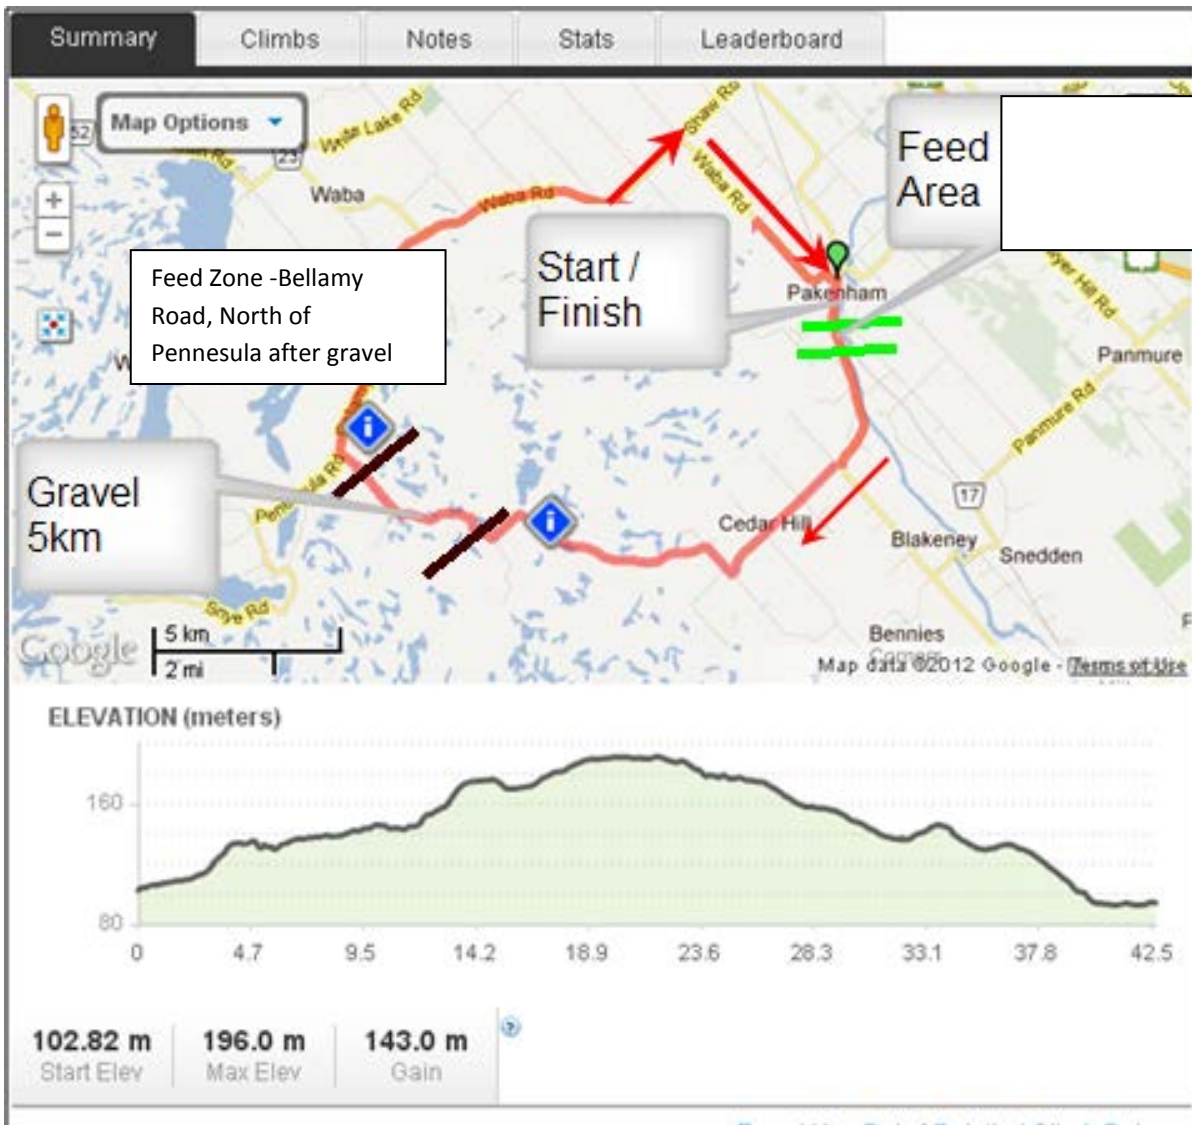 Summary Climbs Notes Stats Leaderboard
Map Options
52
23
White Lake Rd
Shaw Rd
Feed
Area
Waba
Waba Rd
Waba Rd
Start /
Finish
Feed Zone -Bellamy
Road, North of
Pennesula after gravel
Pakenham
Panmure
Panmure Rd
Gravel
5km
17
Cedar Hill
Blakeney
Snedden
Bennies
5 km
2 mi
Google
Map data ©2012 Google - Terms of Use
ELEVATION (meters)
160
80
0 4.7 9.5 14.2 18.9 23.6 28.3 33.1 37.8 42.5
102.82 m 196.0 m 143.0 m
Start Elev Max Elev Gain